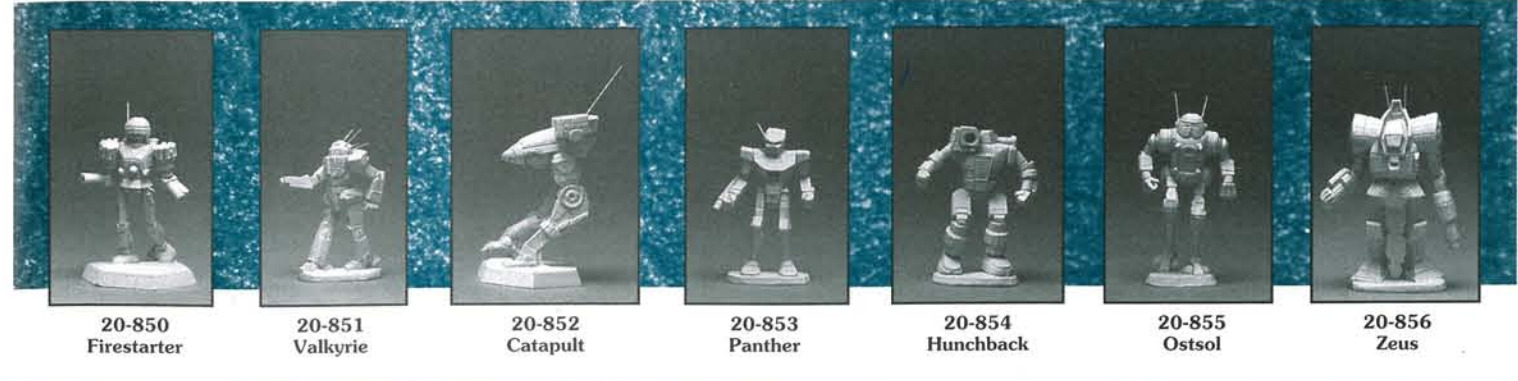 20-850
Firestarter
20-851
Valkyrie
20-852
Catapult
20-853
Panther
20-854
Hunchback
20-855
Ostsol
20-856
Zeus